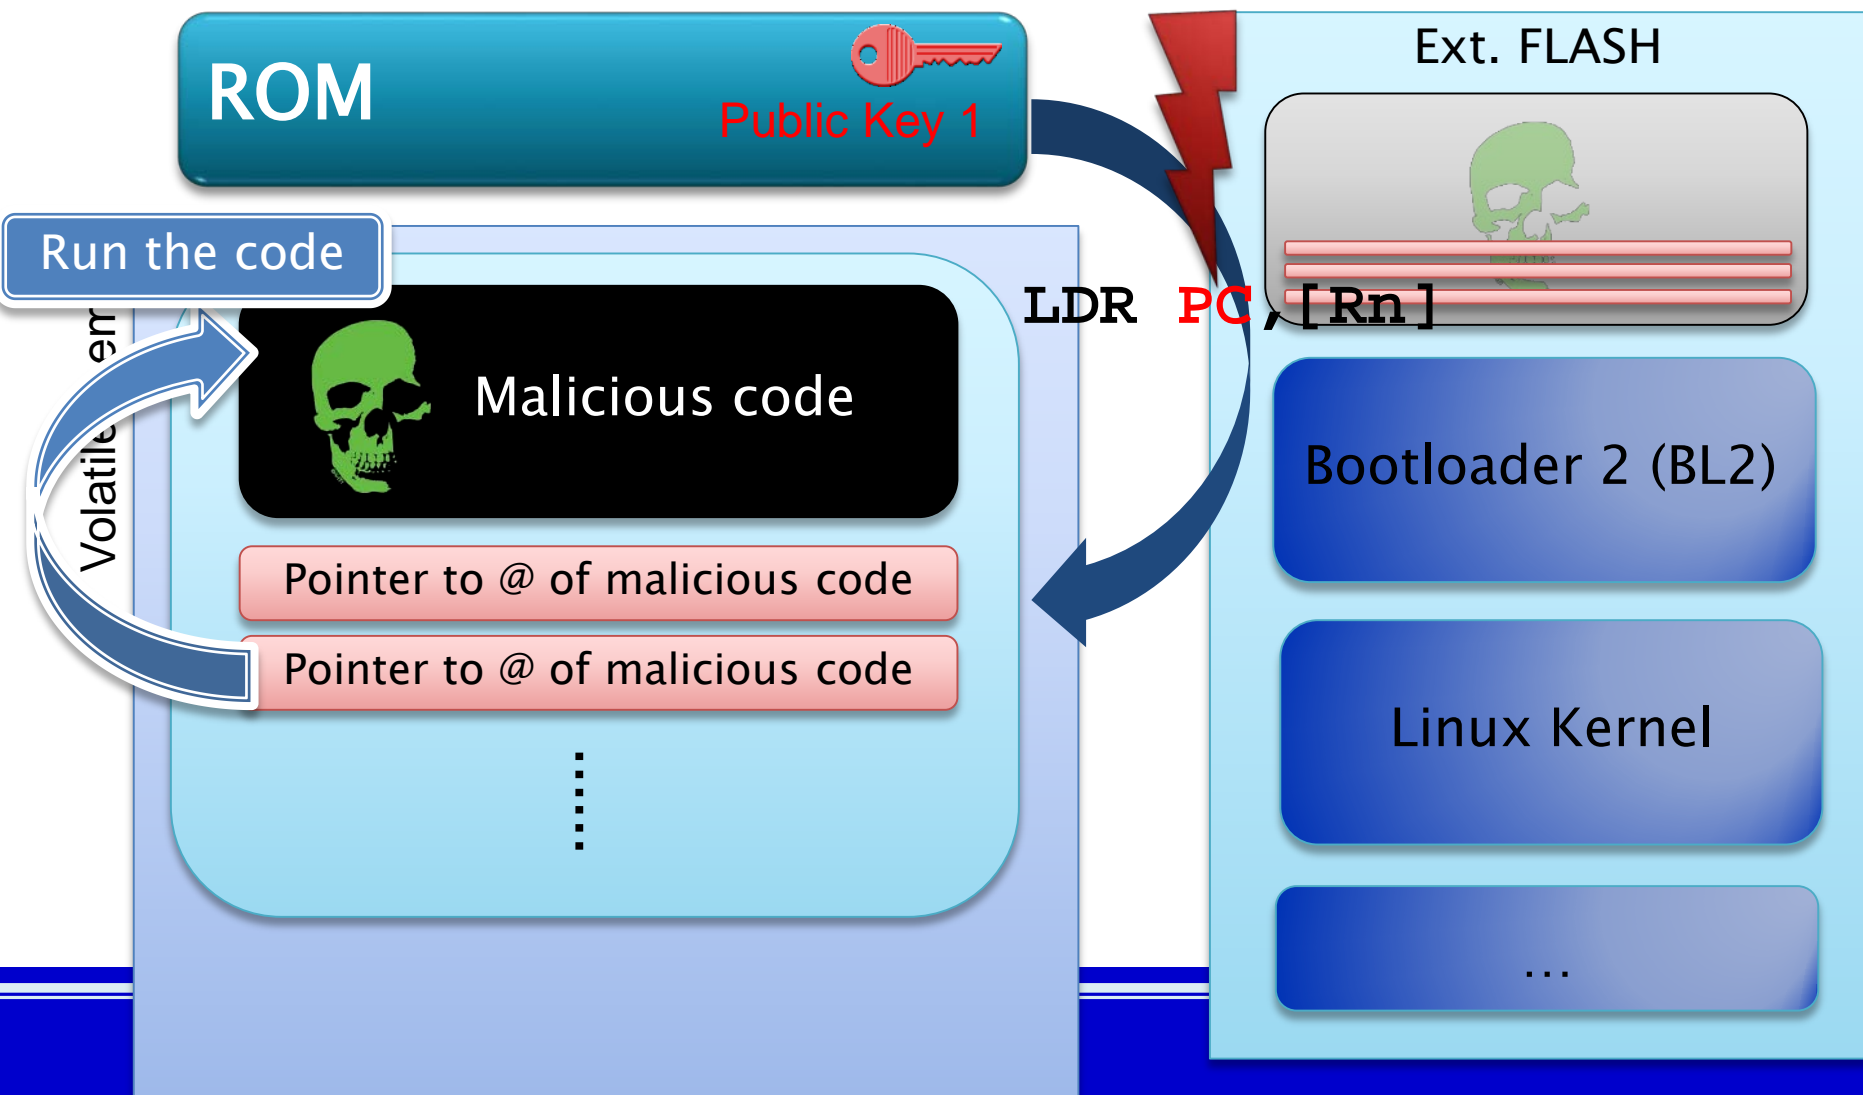 ROM
Public Key 1
Ext. FLASH
Run the code
LDR PC,[Rn]
Malicious code
Bootloader 2 (BL2)
Pointer to @ of malicious code
Pointer to @ of malicious code
Linux Kernel
......
...
Volatile